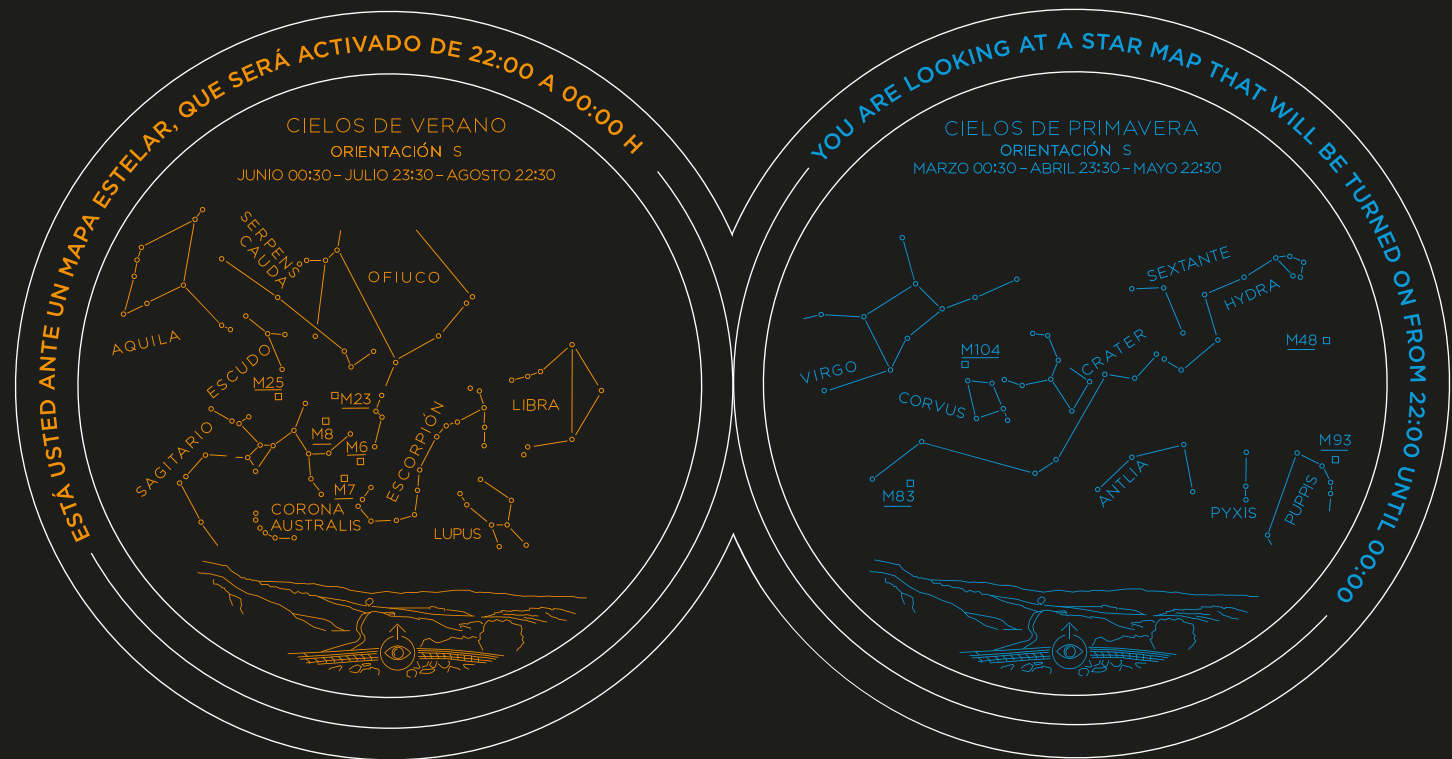 ESTÁ USTED ANTE UN MAPA ESTELAR, QUE SERÁ ACTIVADO DE 22:00 A 00:00 H
CIELOS DE VERANO
ORIENTACIÓN S
JUNIO 00:30 – JULIO 23:30 – AGOSTO 22:30
SERPENS
CAUDA
OFIUCO
AQUILA
ESCUDO
M25
M23
LIBRA
M8
M6
ESCORPIÓN
SAGITARIO
M7
CORONA
AUSTRALIS
LUPUS
YOU ARE LOOKING AT A STAR MAP THAT WILL BE TURNED ON FROM 22:00 UNTIL 00:00
CIELOS DE PRIMAVERA
ORIENTACIÓN S
MARZO 00:30 – ABRIL 23:30 – MAYO 22:30
SEXTANTE
HYDRA
M48
M104
CRATER
VIRGO
CORVUS
M93
M83
ANTLIA
PYXIS
PUPPIS